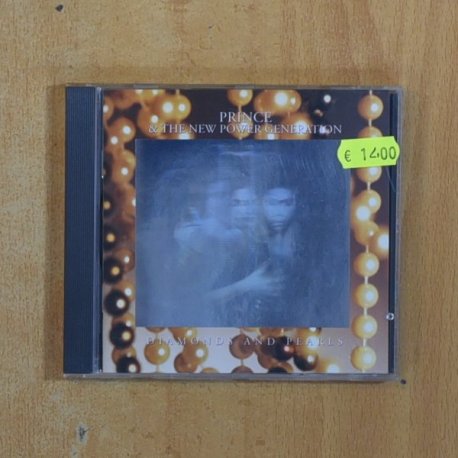 PRINCE
& THE NEW POWER GENERATION
€ 14.00
DIAMONDS AND PEARLS